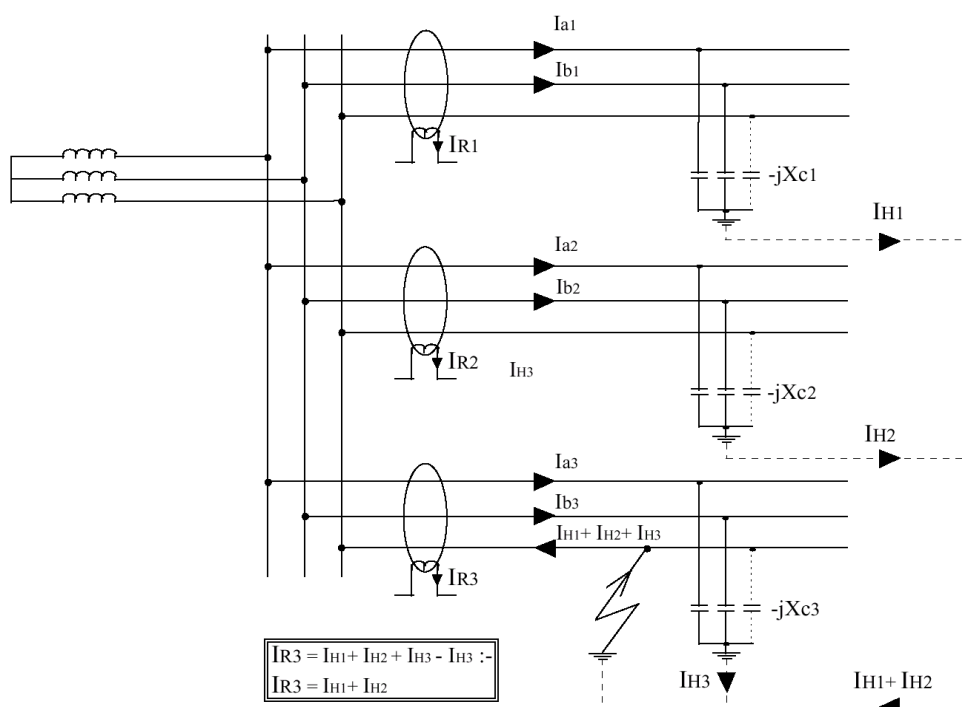 Ia1
Ib1
IR1
-jXc1
IH1
Ia2
Ib2
IR2
IH3
-jXc2
IH2
Ia3
Ib3
IH1+ IH2+ IH3
IR3
-jXc3
IR3 = IH1+ IH2 + IH3 - IH3 :-
IR3 = IH1+ IH2
IH3
IH1+ IH2